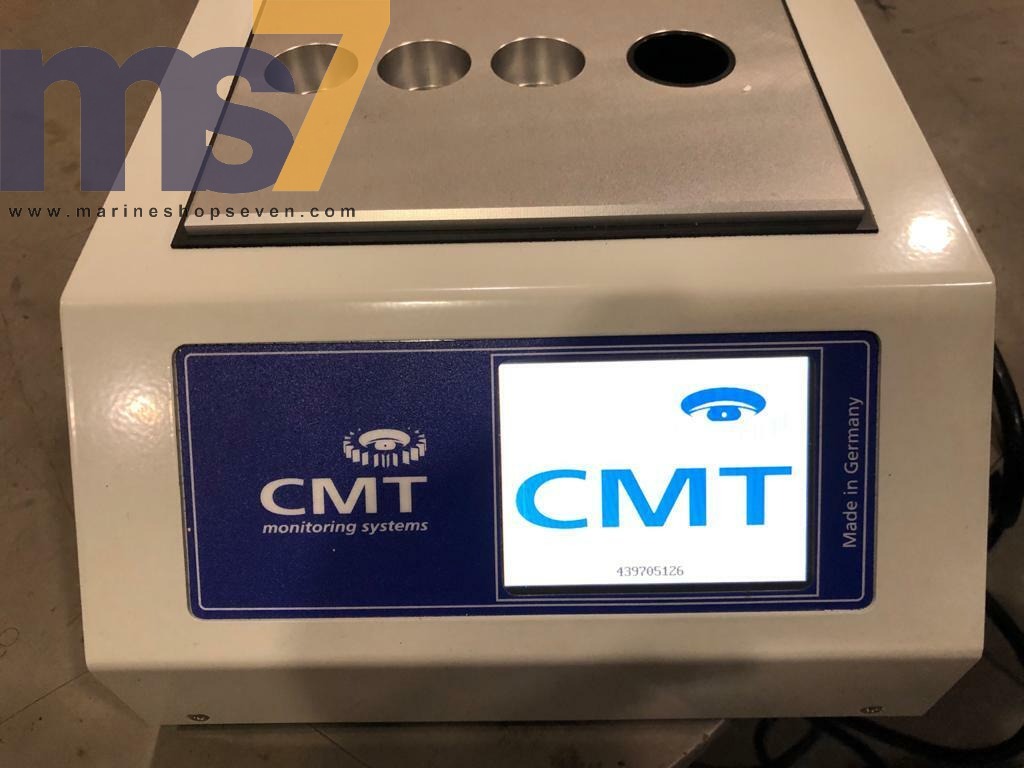 ms7
www.marineshopseven.com
CMT
monitoring systems
CMT
439705126
Made in Germany